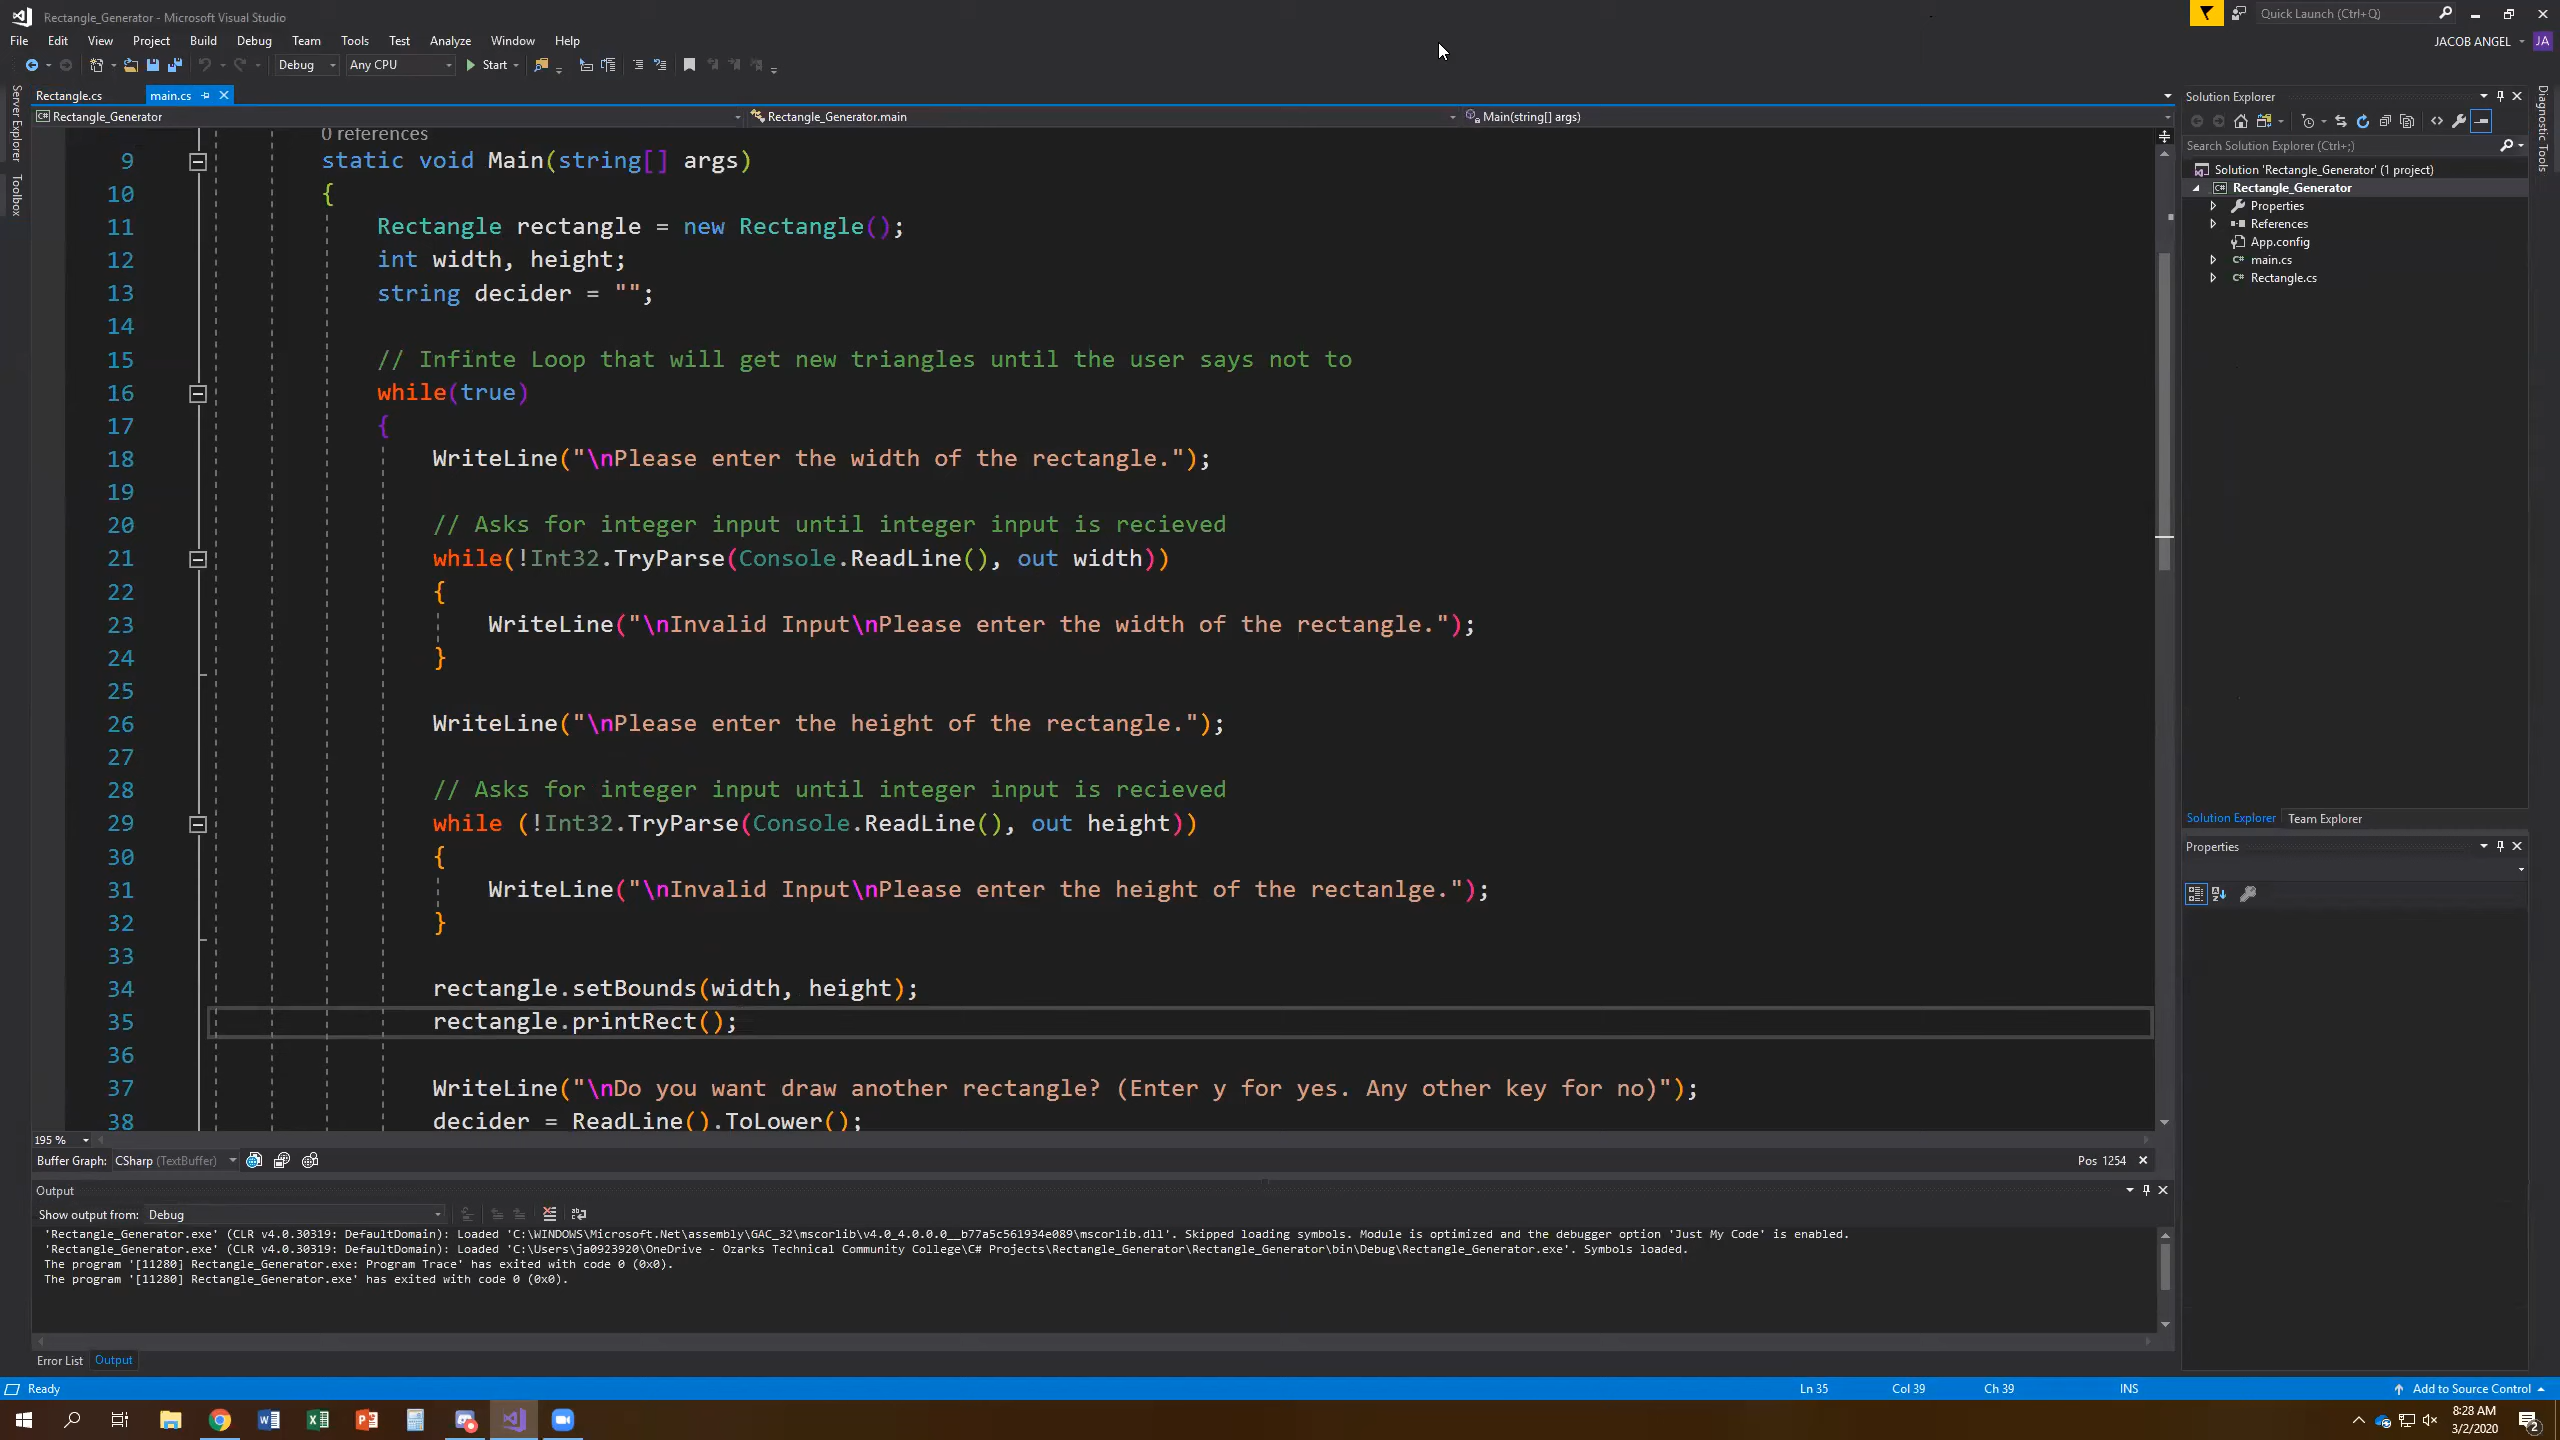 Rectangle_Generator - Microsoft Visual Studio
Quick Launch (Ctrl+Q)
File Edit View Project Build Debug Team Tools Test Analyze Window Help
JACOB ANGEL JA
Debug Any CPU Start
Server Explorer
Toolbox
Diagnostic Tools
Rectangle.cs main.cs
Rectangle_Generator Rectangle_Generator.main Main(string[] args)
0 references
9 static void Main(string[] args)
10 {
11 Rectangle rectangle = new Rectangle();
12 int width, height;
13 string decider = "";
14
15 // Infinte Loop that will get new triangles until the user says not to
16 while(true)
17 {
18 WriteLine("\nPlease enter the width of the rectangle.");
19
20 // Asks for integer input until integer input is recieved
21 while(!Int32.TryParse(Console.ReadLine(), out width))
22 {
23 WriteLine("\nInvalid Input\nPlease enter the width of the rectangle.");
24 }
25
26 WriteLine("\nPlease enter the height of the rectangle.");
27
28 // Asks for integer input until integer input is recieved
29 while (!Int32.TryParse(Console.ReadLine(), out height))
30 {
31 WriteLine("\nInvalid Input\nPlease enter the height of the rectanlge.");
32 }
33
34 rectangle.setBounds(width, height);
35 rectangle.printRect();
36
37 WriteLine("\nDo you want draw another rectangle? (Enter y for yes. Any other key for no)");
38 decider = ReadLine().ToLower();
195 %
Buffer Graph: CSharp (TextBuffer) Pos 1254
Output
Show output from: Debug
'Rectangle_Generator.exe' (CLR v4.0.30319: DefaultDomain): Loaded 'C:\WINDOWS\Microsoft.Net\assembly\GAC_32\mscorlib\v4.0_4.0.0.0__b77a5c561934e089\mscorlib.dll'. Skipped loading symbols. Module is optimized and the debugger option 'Just My Code' is enabled.
'Rectangle_Generator.exe' (CLR v4.0.30319: DefaultDomain): Loaded 'C:\Users\ja0923920\OneDrive - Ozarks Technical Community College\C# Projects\Rectangle_Generator\Rectangle_Generator\bin\Debug\Rectangle_Generator.exe'. Symbols loaded.
The program '[11280] Rectangle_Generator.exe: Program Trace' has exited with code 0 (0x0).
The program '[11280] Rectangle_Generator.exe' has exited with code 0 (0x0).
Error List Output
Solution Explorer
Search Solution Explorer (Ctrl+;)
Solution 'Rectangle_Generator' (1 project)
Rectangle_Generator
Properties
References
App.config
main.cs
Rectangle.cs
Solution Explorer Team Explorer
Properties
Ready Ln 35 Col 39 Ch 39 INS Add to Source Control
8:28 AM
3/2/2020
2